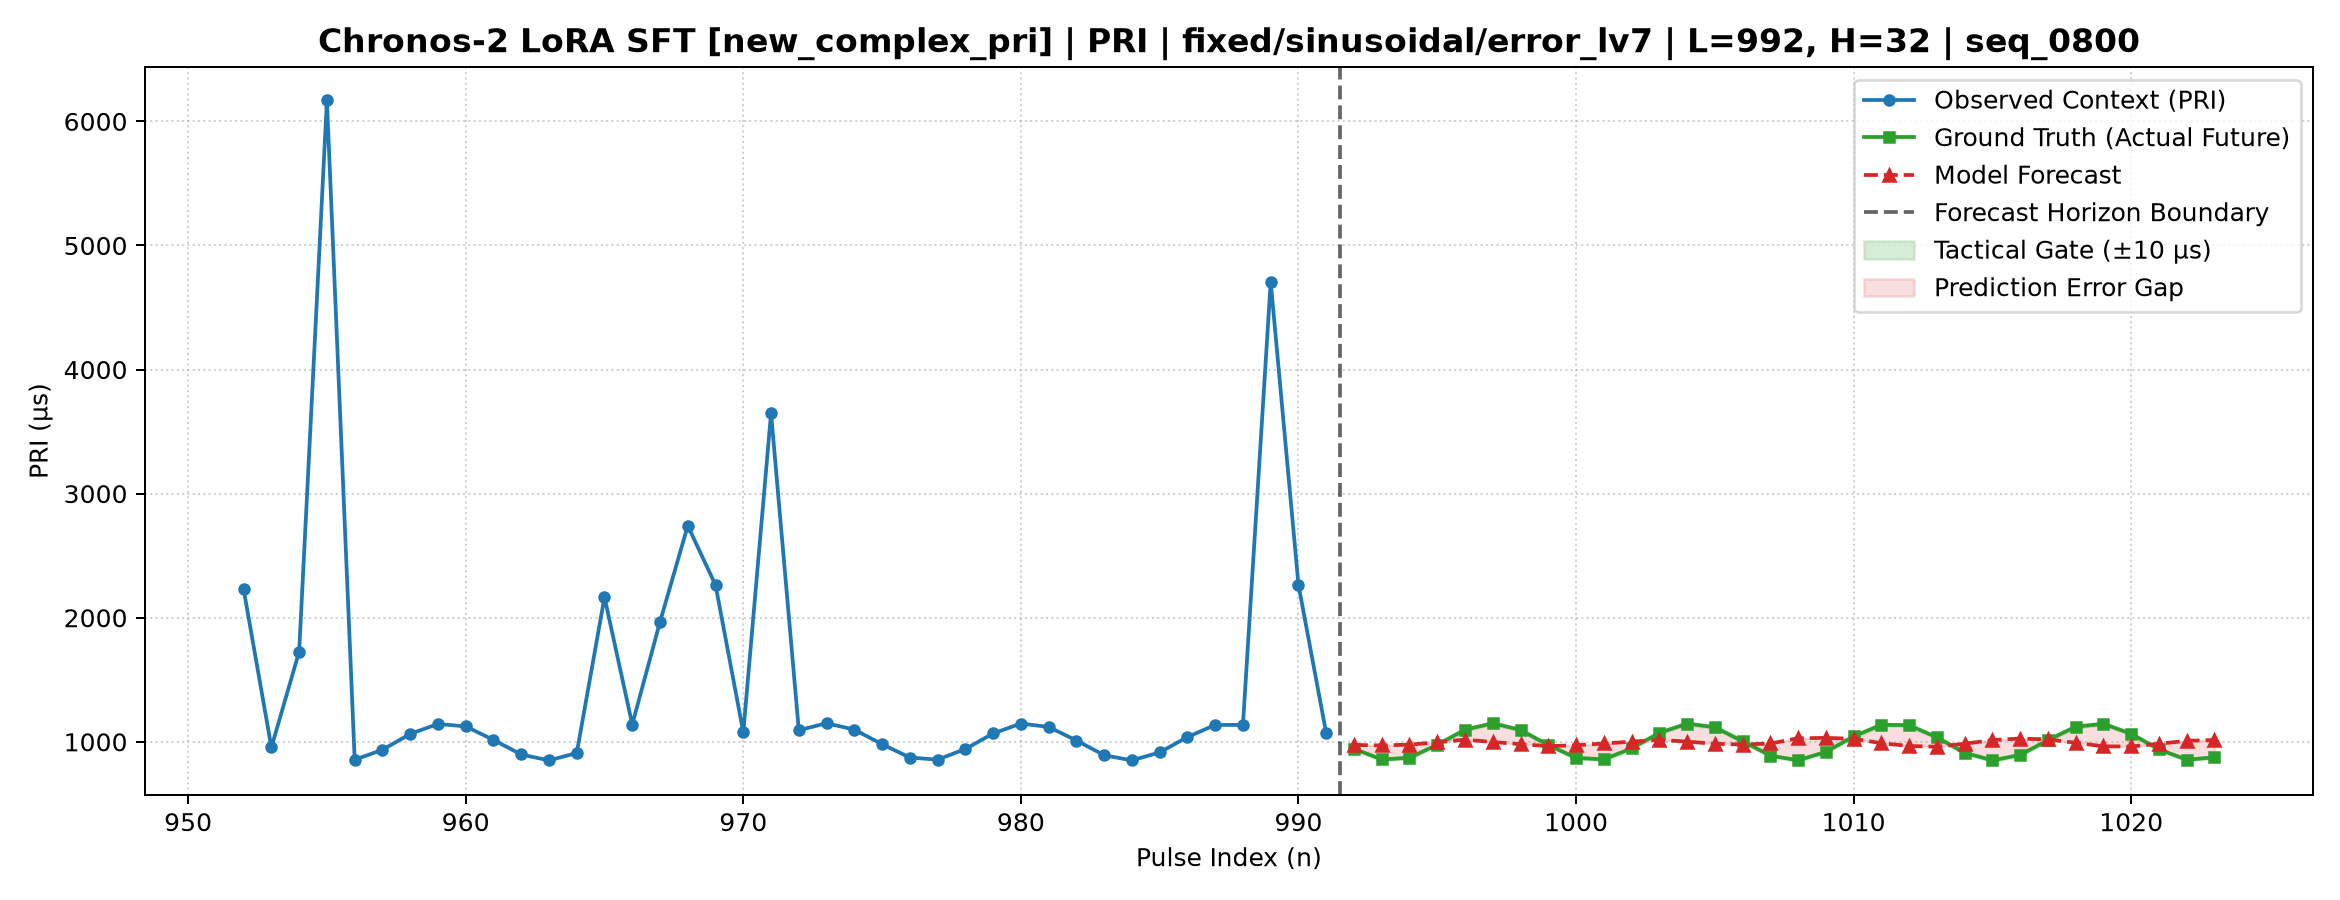 Chronos-2 LoRA SFT [new_complex_pri] | PRI | fixed/sinusoidal/error_lv7 | L=992, H=32 | seq_0800
Observed Context (PRI)
Ground Truth (Actual Future)
Model Forecast
Forecast Horizon Boundary
Tactical Gate (±10 μs)
Prediction Error Gap
PRI (μs)
6000
5000
4000
3000
2000
1000
950
960
970
980
990
1000
1010
1020
Pulse Index (n)